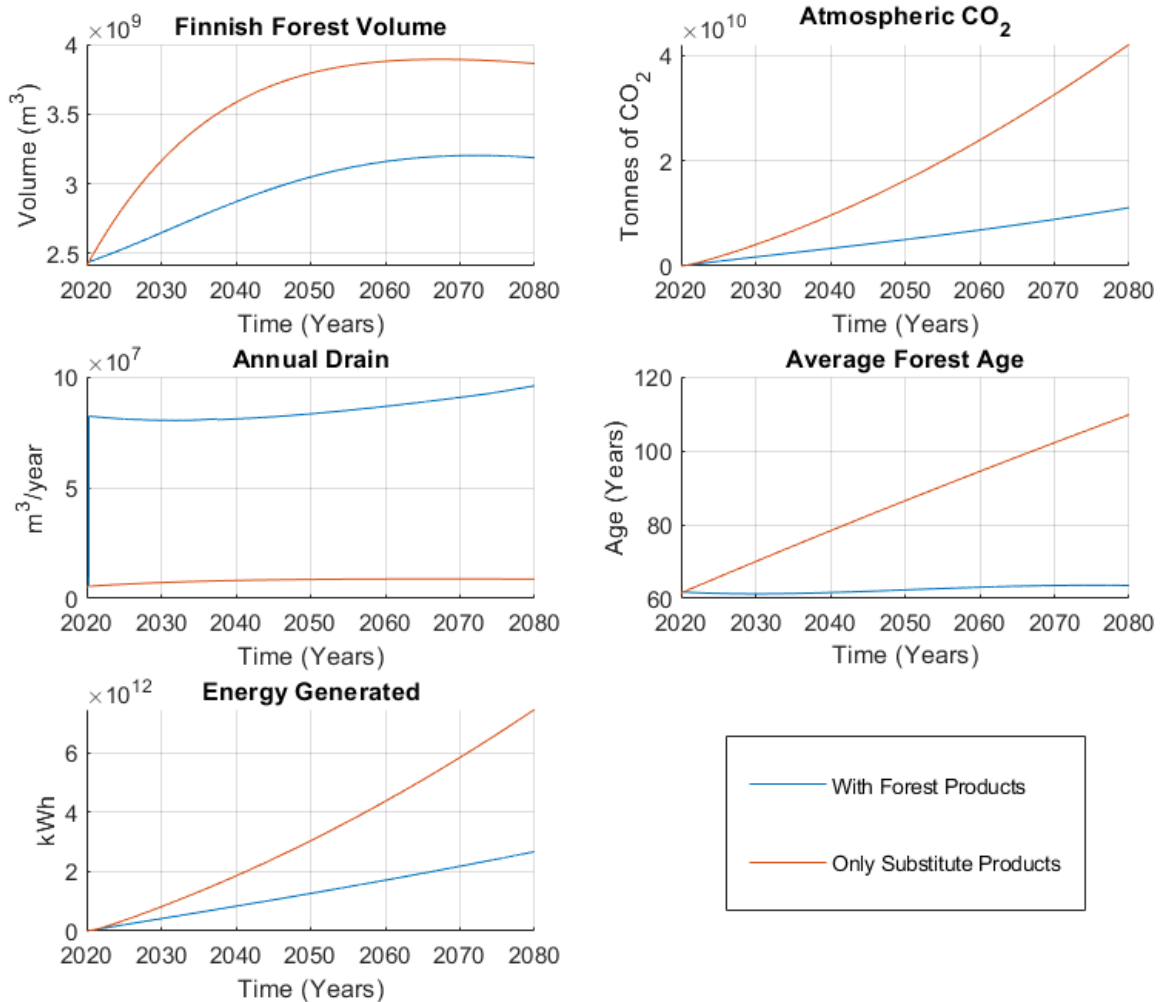 Finnish Forest Volume
×10^9
4
3.5
3
2.5
Volume (m^3)
2020 2030 2040 2050 2060 2070 2080
Time (Years)
Atmospheric CO_2
×10^10
4
2
0
Tonnes of CO_2
2020 2030 2040 2050 2060 2070 2080
Time (Years)
Annual Drain
×10^7
10
5
0
m^3/year
2020 2030 2040 2050 2060 2070 2080
Time (Years)
Average Forest Age
120
100
80
60
Age (Years)
2020 2030 2040 2050 2060 2070 2080
Time (Years)
Energy Generated
×10^12
6
4
2
0
kWh
2020 2030 2040 2050 2060 2070 2080
Time (Years)
With Forest Products
Only Substitute Products